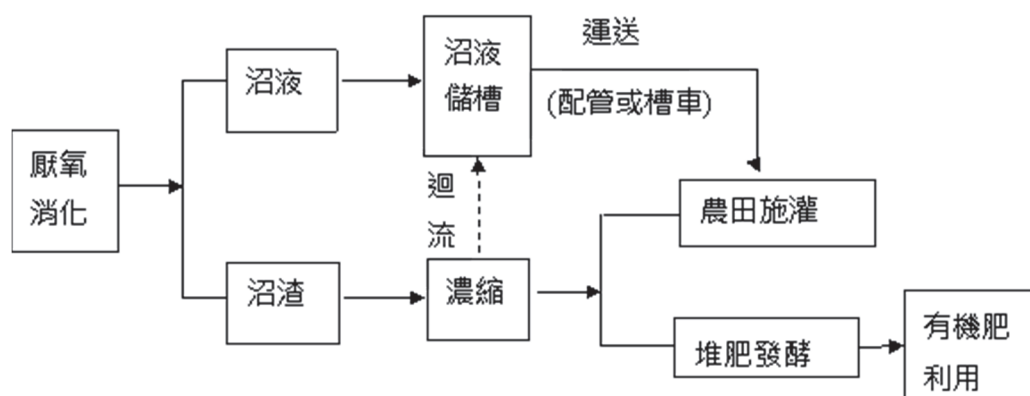 厭氧
消化
沼液
沼液
儲槽
運送
(配管或槽車)
迴
流
沼渣
濃縮
農田施灌
堆肥發酵
有機肥
利用